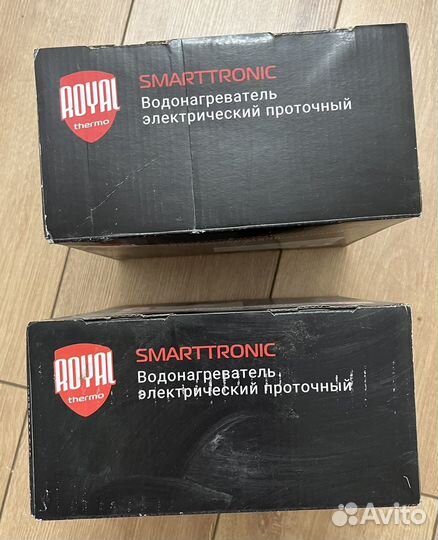 ROYAL
thermo
SMARTTRONIC
Водонагреватель
электрический проточный
ROYAL
thermo
SMARTTRONIC
Водонагреватель
электрический проточный
Avito